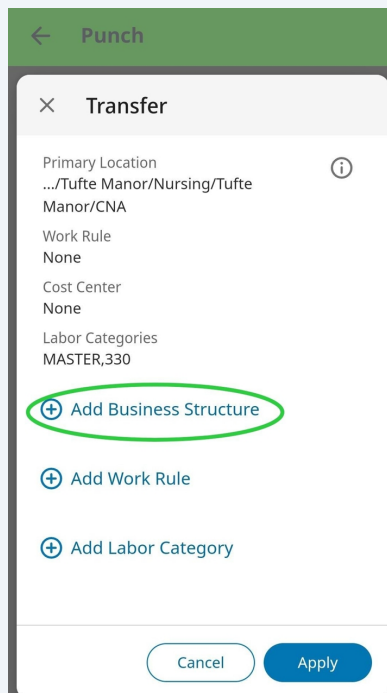 Punch
Transfer
Primary Location
.../Tufte Manor/Nursing/Tufte
Manor/CNA
Work Rule
None
Cost Center
None
Labor Categories
MASTER,330
Add Business Structure
Add Work Rule
Add Labor Category
Cancel
Apply